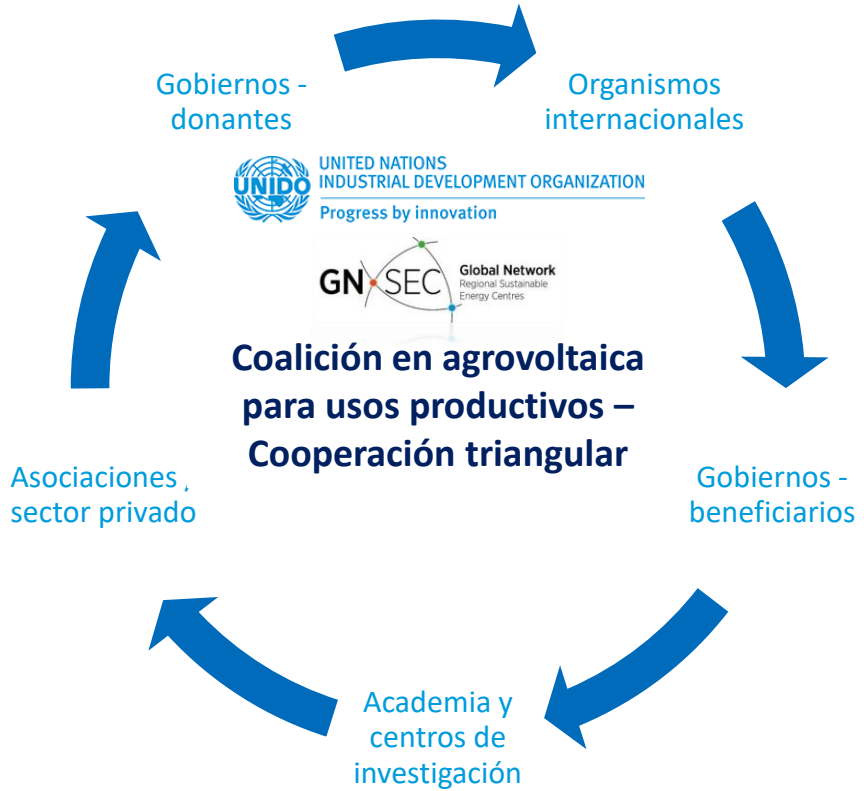 Gobiernos -
donantes
Organismos
internacionales
UNIDO
UNITED NATIONS
INDUSTRIAL DEVELOPMENT ORGANIZATION
Progress by innovation
GN SEC
Global Network
Regional Sustainable
Energy Centres
Coalición en agrovoltaica
para usos productivos –
Cooperación triangular
Asociaciones
sector privado
Gobiernos -
beneficiarios
Academia y
centros de
investigación